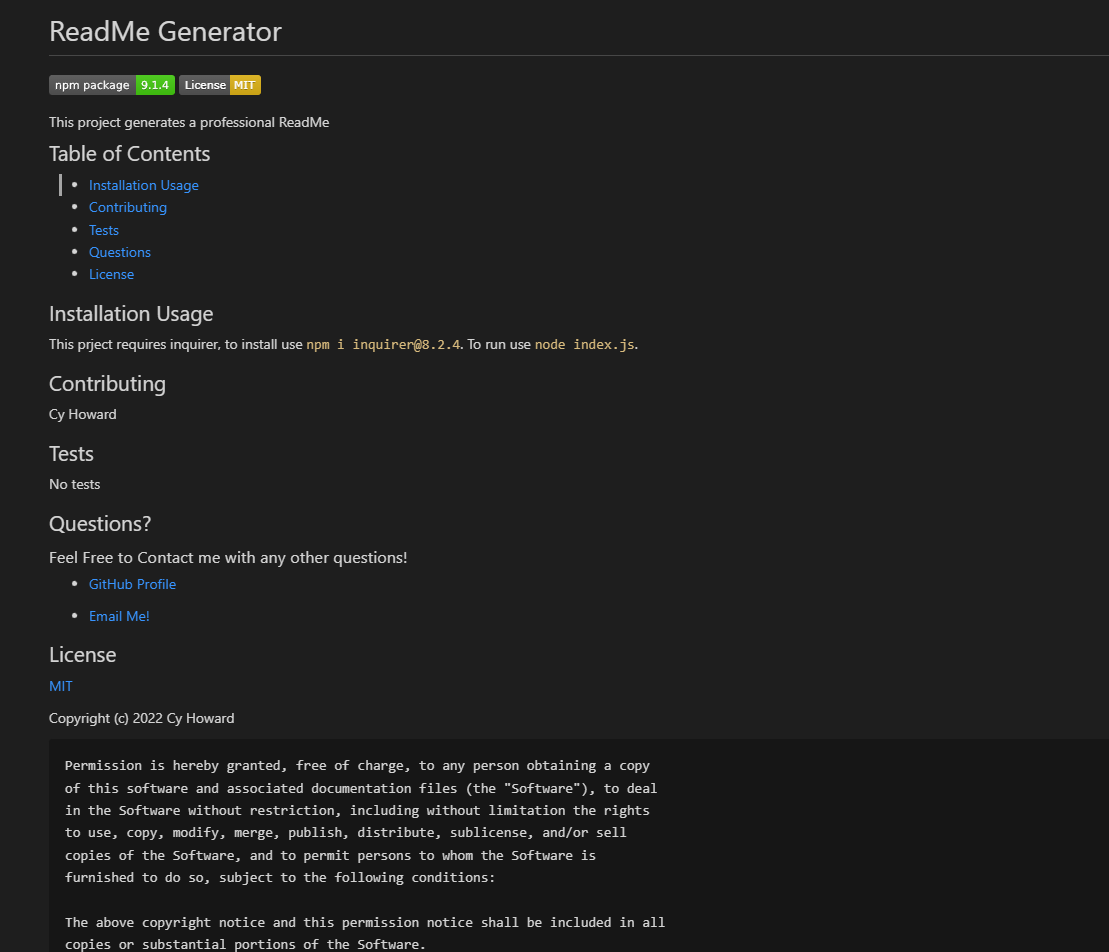 ReadMe Generator
npm package 9.1.4 License MIT
This project generates a professional ReadMe
Table of Contents
Installation Usage
Contributing
Tests
Questions
License
Installation Usage
This prject requires inquirer, to install use npm i inquirer@8.2.4. To run use node index.js.
Contributing
Cy Howard
Tests
No tests
Questions?
Feel Free to Contact me with any other questions!
GitHub Profile
Email Me!
License
MIT
Copyright (c) 2022 Cy Howard
Permission is hereby granted, free of charge, to any person obtaining a copy
of this software and associated documentation files (the "Software"), to deal
in the Software without restriction, including without limitation the rights
to use, copy, modify, merge, publish, distribute, sublicense, and/or sell
copies of the Software, and to permit persons to whom the Software is
furnished to do so, subject to the following conditions:
The above copyright notice and this permission notice shall be included in all
copies or substantial portions of the Software.